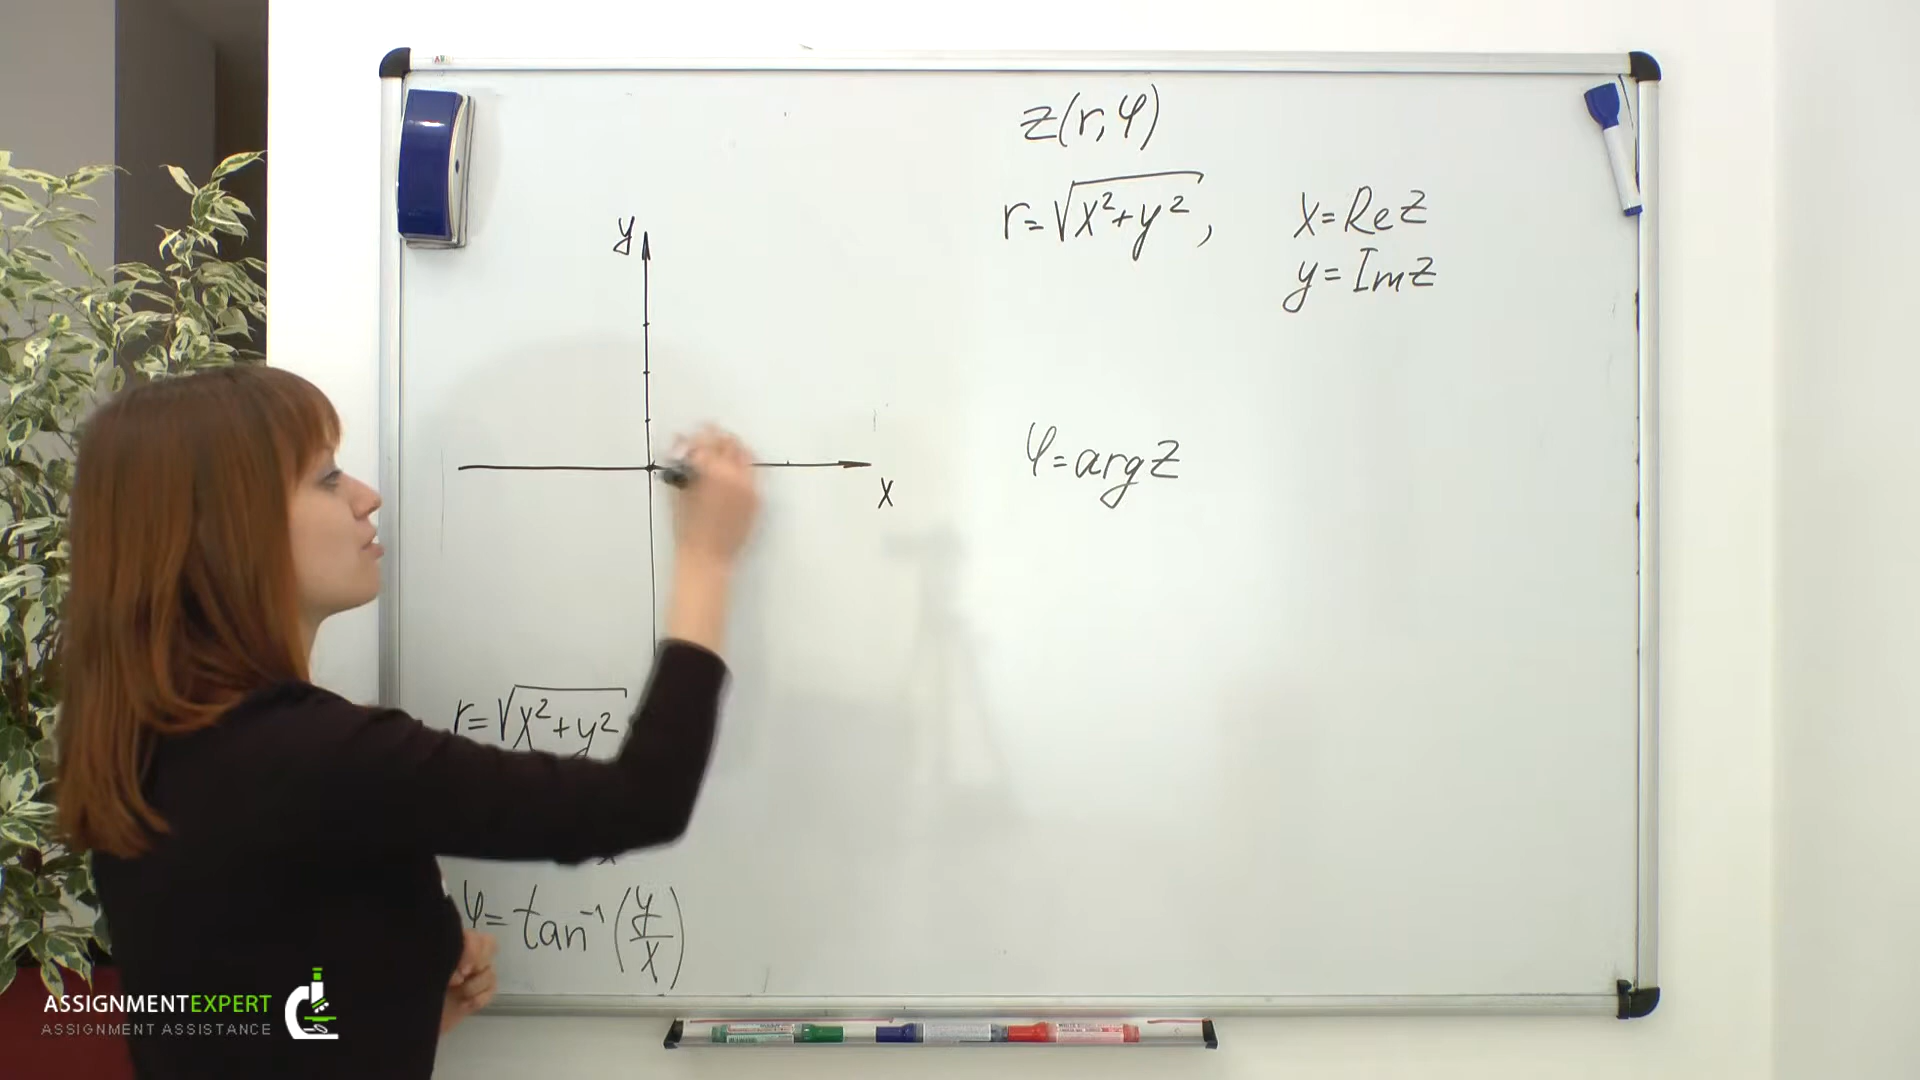 z(r, φ)
r = √x² + y²,
x = Re z
y = Im z
y
x
φ = arg z
r = √x² + y²
x
φ = tan⁻¹(y/x)
ASSIGNMENTEXPERT
ASSIGNMENT ASSISTANCE